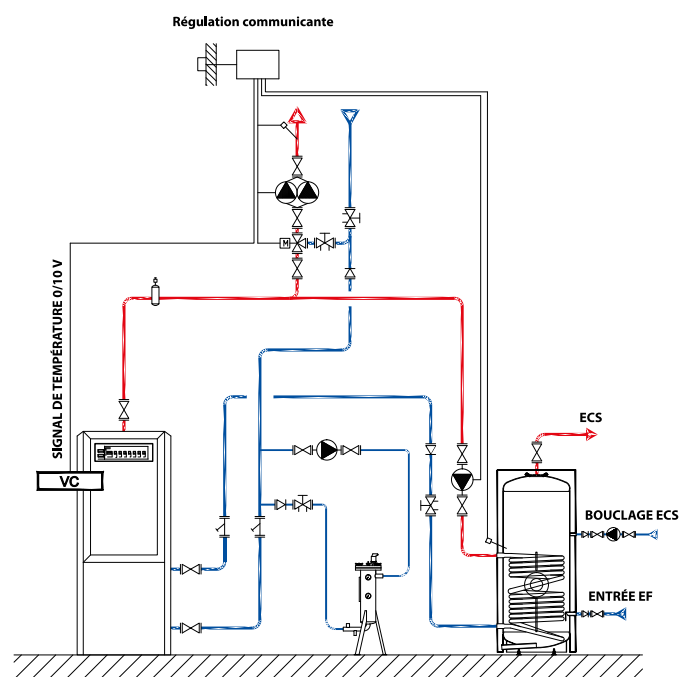 Régulation communicante
SIGNAL DE TEMPÉRATURE 0/10 V
M
ECS
VC
BOUCLAGE ECS
ENTRÉE EF